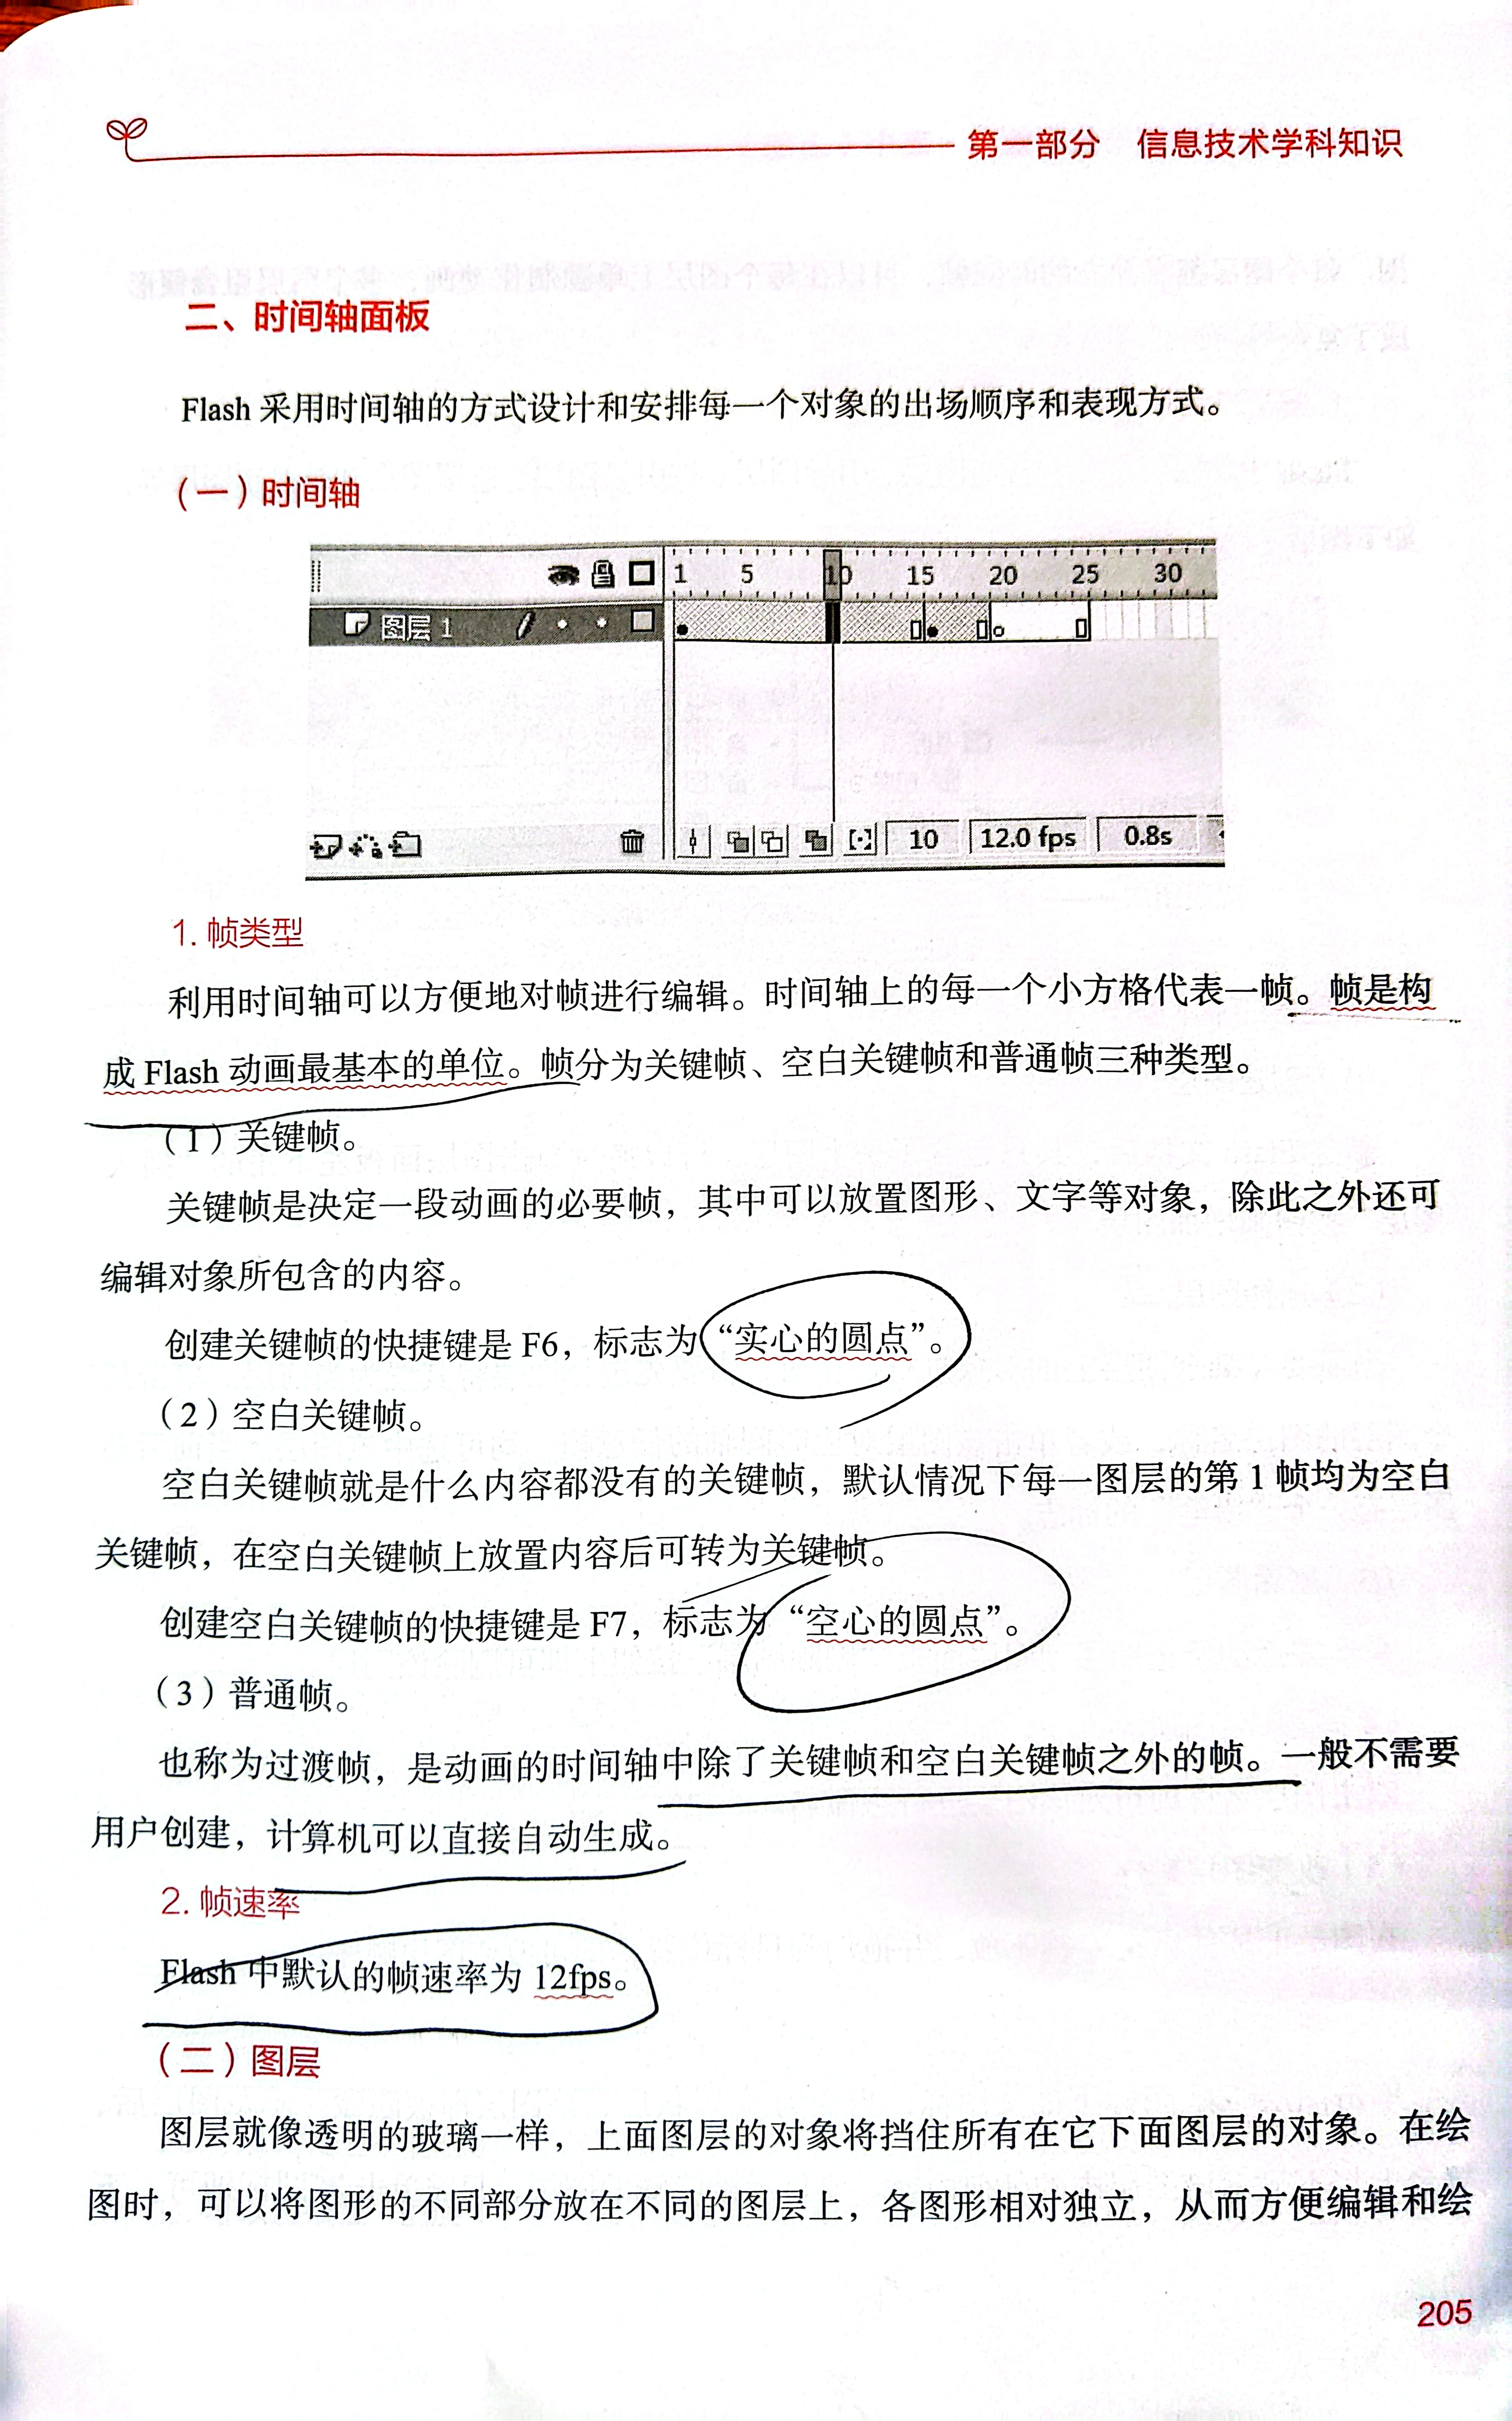 第一部分 信息技术学科知识
二、时间轴面板
Flash 采用时间轴的方式设计和安排每一个对象的出场顺序和表现方式。
（一）时间轴
1 5 10 15 20 25 30
图层 1
10 12.0 fps 0.8s
1. 帧类型
利用时间轴可以方便地对帧进行编辑。时间轴上的每一个小方格代表一帧。帧是构
成 Flash 动画最基本的单位。帧分为关键帧、空白关键帧和普通帧三种类型。
（1）关键帧。
关键帧是决定一段动画的必要帧，其中可以放置图形、文字等对象，除此之外还可
编辑对象所包含的内容。
创建关键帧的快捷键是 F6，标志为“实心的圆点”。
（2）空白关键帧。
空白关键帧就是什么内容都没有的关键帧，默认情况下每一图层的第 1 帧均为空白
关键帧，在空白关键帧上放置内容后可转为关键帧。
创建空白关键帧的快捷键是 F7，标志为“空心的圆点”。
（3）普通帧。
也称为过渡帧，是动画的时间轴中除了关键帧和空白关键帧之外的帧。一般不需要
用户创建，计算机可以直接自动生成。
2. 帧速率
Flash 中默认的帧速率为 12fps。
（二）图层
图层就像透明的玻璃一样，上面图层的对象将挡住所有在它下面图层的对象。在绘
图时，可以将图形的不同部分放在不同的图层上，各图形相对独立，从而方便编辑和绘
205